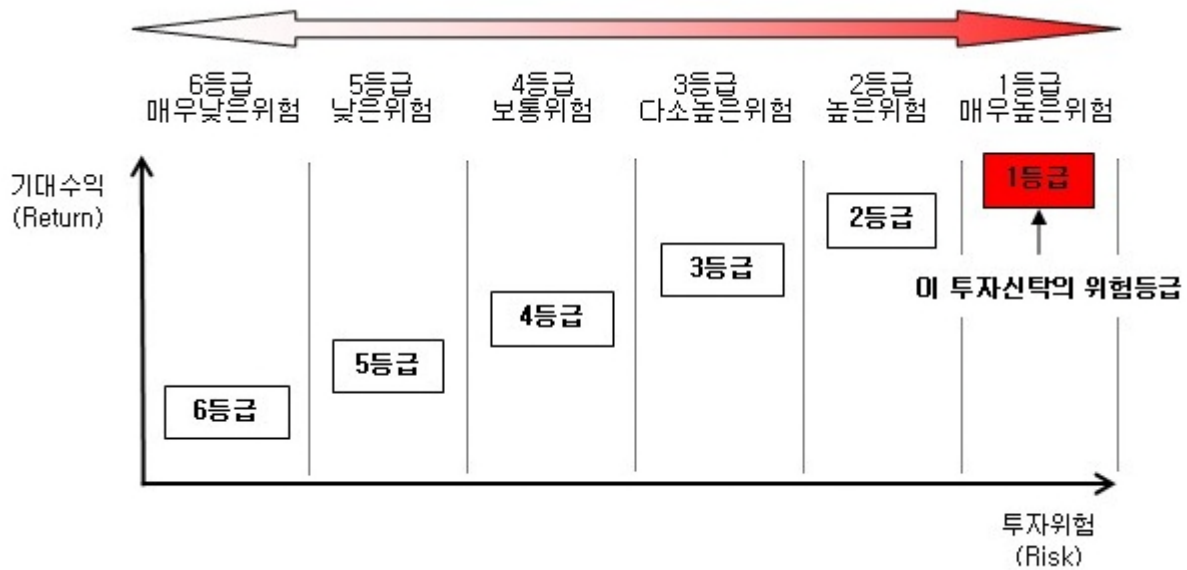 6등급
매우낮은위험
5등급
낮은위험
4등급
보통위험
3등급
다소높은위험
2등급
높은위험
1등급
매우높은위험
기대수익
(Return)
1등급
2등급
3등급
이 투자신탁의 위험등급
4등급
5등급
6등급
투자위험
(Risk)